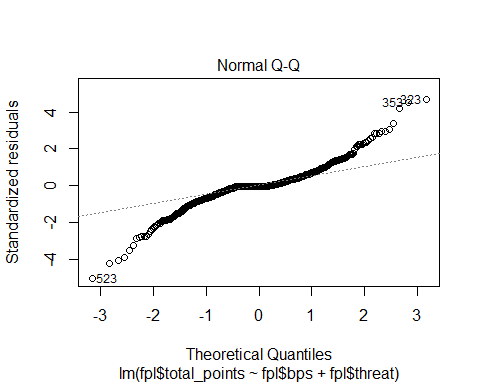 Normal Q-Q
Standardized residuals
4
2
0
-2
-4
353
323
523
-3 -2 -1 0 1 2 3
Theoretical Quantiles
lm(fpl$total_points ~ fpl$bps + fpl$threat)